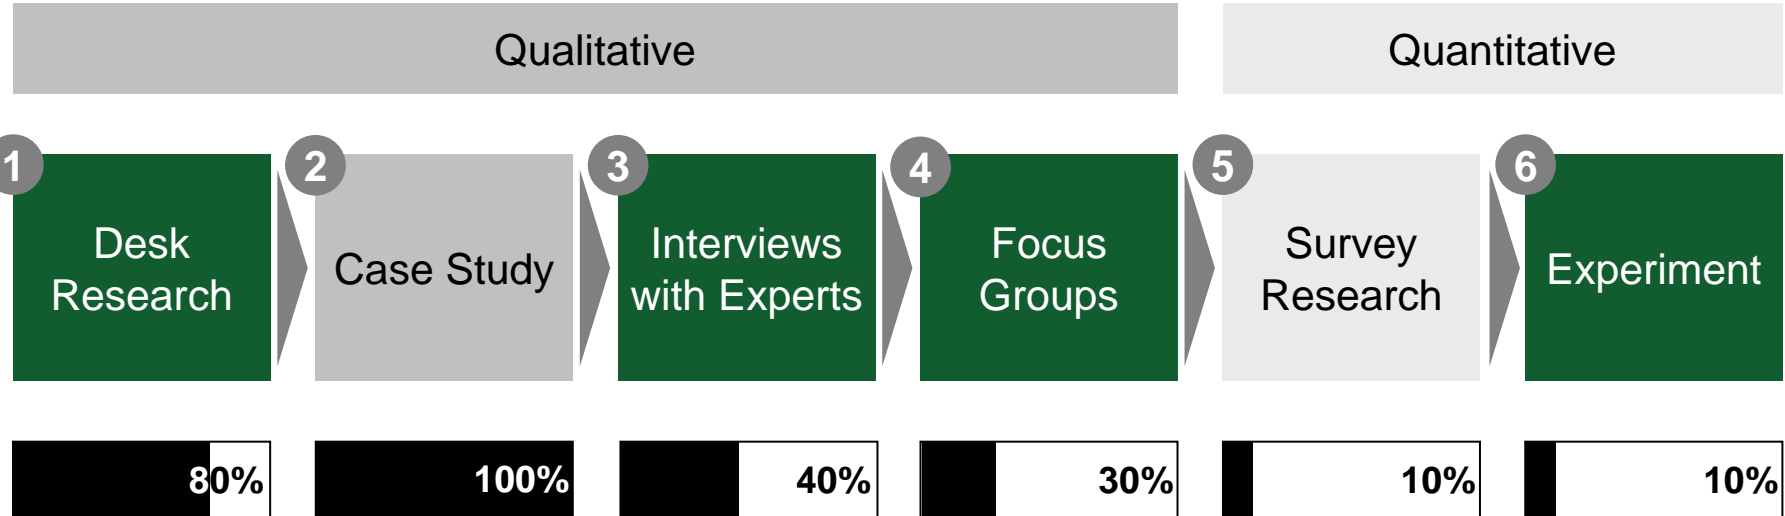 Qualitative
Quantitative
1
2
3
4
5
6
Desk
Research
Case Study
Interviews
with Experts
Focus
Groups
Survey
Research
Experiment
80%
100%
40%
30%
10%
10%